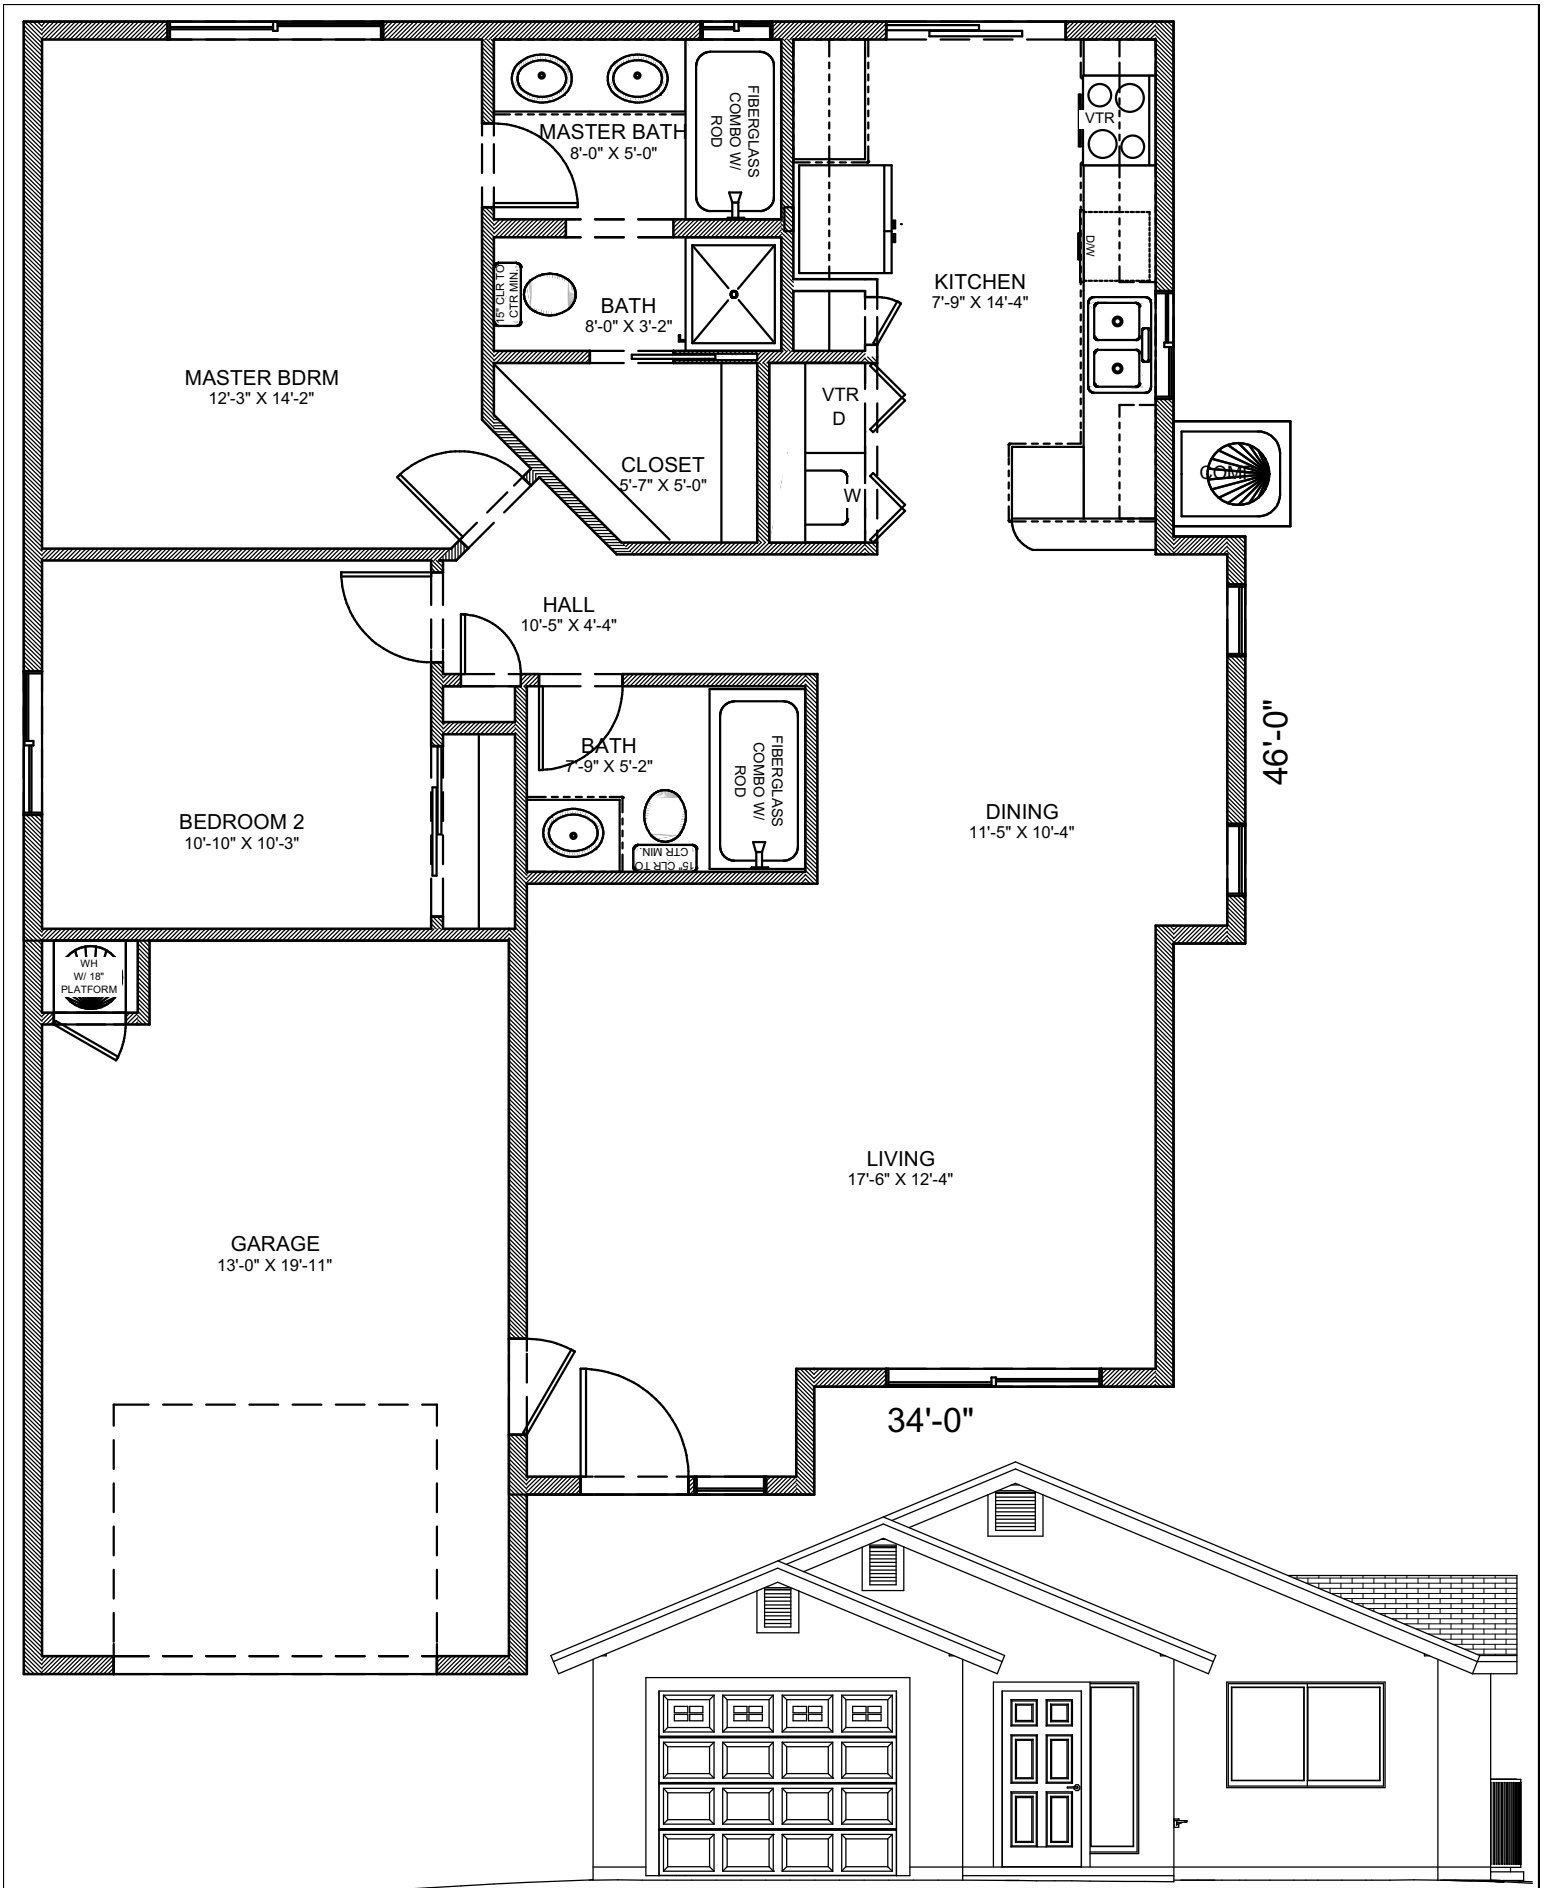 MASTER BATH
8'-0" X 5'-0"
FIBERGLASS
COMBO W/
ROD
VTR
D/W
15" CLR TO
CTR MIN.
BATH
8'-0" X 3'-2"
KITCHEN
7'-9" X 14'-4"
MASTER BDRM
12'-3" X 14'-2"
VTR
D
CLOSET
5'-7" X 5'-0"
W
COMP
HALL
10'-5" X 4'-4"
BATH
7'-9" X 5'-2"
FIBERGLASS
COMBO W/
ROD
15" CLR TO
CTR MIN.
46'-0"
DINING
11'-5" X 10'-4"
BEDROOM 2
10'-10" X 10'-3"
WH
W/ 18"
PLATFORM
LIVING
17'-6" X 12'-4"
GARAGE
13'-0" X 19'-11"
34'-0"